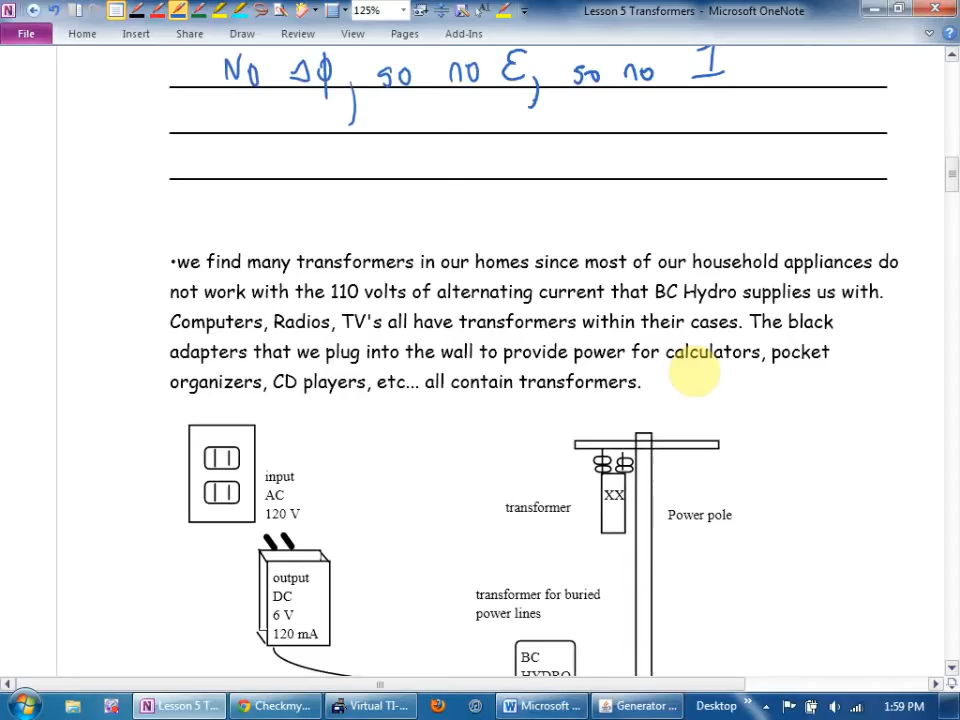 Lesson 5 Transformers - Microsoft OneNote
125%
File Home Insert Share Draw Review View Pages Add-Ins
No Δϕ, so no ℰ, so no I
•we find many transformers in our homes since most of our household appliances do
not work with the 110 volts of alternating current that BC Hydro supplies us with.
Computers, Radios, TV's all have transformers within their cases. The black
adapters that we plug into the wall to provide power for calculators, pocket
organizers, CD players, etc... all contain transformers.
input
AC
120 V
output
DC
6 V
120 mA
transformer
XX
Power pole
transformer for buried
power lines
BC
HYDRO
Lesson 5 T... Checkmy... Virtual TI-... Microsoft ... Generator ... Desktop 1:59 PM